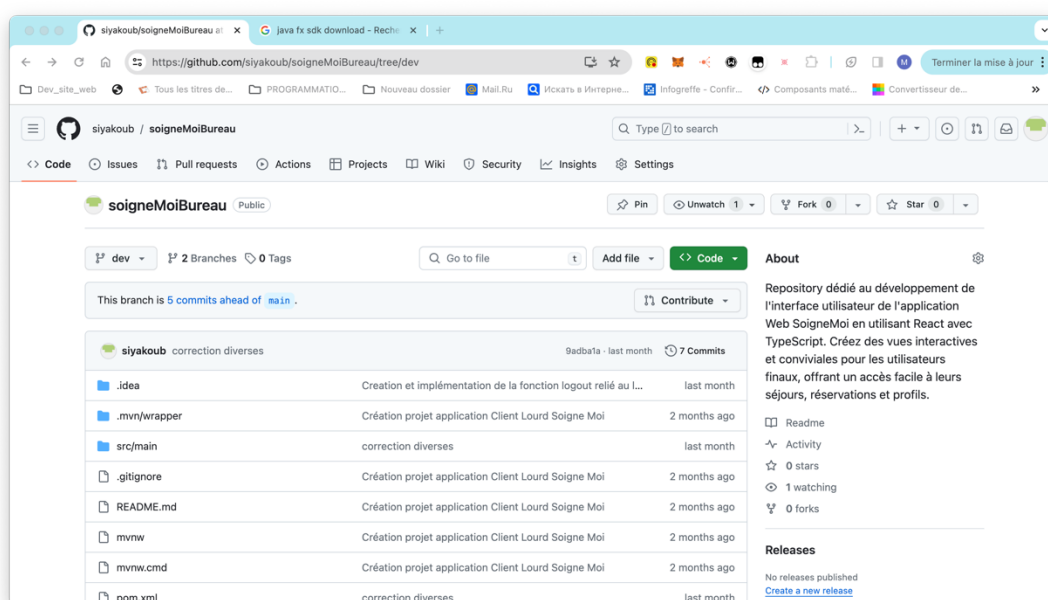 siyakoub/soigneMoiBureau at
java fx sdk download - Reche
https://github.com/siyakoub/soigneMoiBureau/tree/dev
M
Terminer la mise à jour
Dev_site_web
Tous les titres de...
PROGRAMMATIO...
Nouveau dossier
Mail.Ru
Искать в Интерне...
Infogreffe - Confir...
Composants maté...
Convertisseur de...
siyakoub / soigneMoiBureau
Type / to search
Code
Issues
Pull requests
Actions
Projects
Wiki
Security
Insights
Settings
soigneMoiBureau Public
Pin
Unwatch 1
Fork 0
Star 0
dev
2 Branches
0 Tags
Go to file t
Add file
Code
This branch is 5 commits ahead of main .
Contribute
siyakoub correction diverses 9adba1a · last month 7 Commits
.idea Creation et implémentation de la fonction logout relié au l... last month
.mvn/wrapper Création projet application Client Lourd Soigne Moi 2 months ago
src/main correction diverses last month
.gitignore Création projet application Client Lourd Soigne Moi 2 months ago
README.md Création projet application Client Lourd Soigne Moi 2 months ago
mvnw Création projet application Client Lourd Soigne Moi 2 months ago
mvnw.cmd Création projet application Client Lourd Soigne Moi 2 months ago
pom.xml correction diverses last month
About
Repository dédié au développement de
l'interface utilisateur de l'application
Web SoigneMoi en utilisant React avec
TypeScript. Créez des vues interactives
et conviviales pour les utilisateurs
finaux, offrant un accès facile à leurs
séjours, réservations et profils.
Readme
Activity
0 stars
1 watching
0 forks
Releases
No releases published
Create a new release